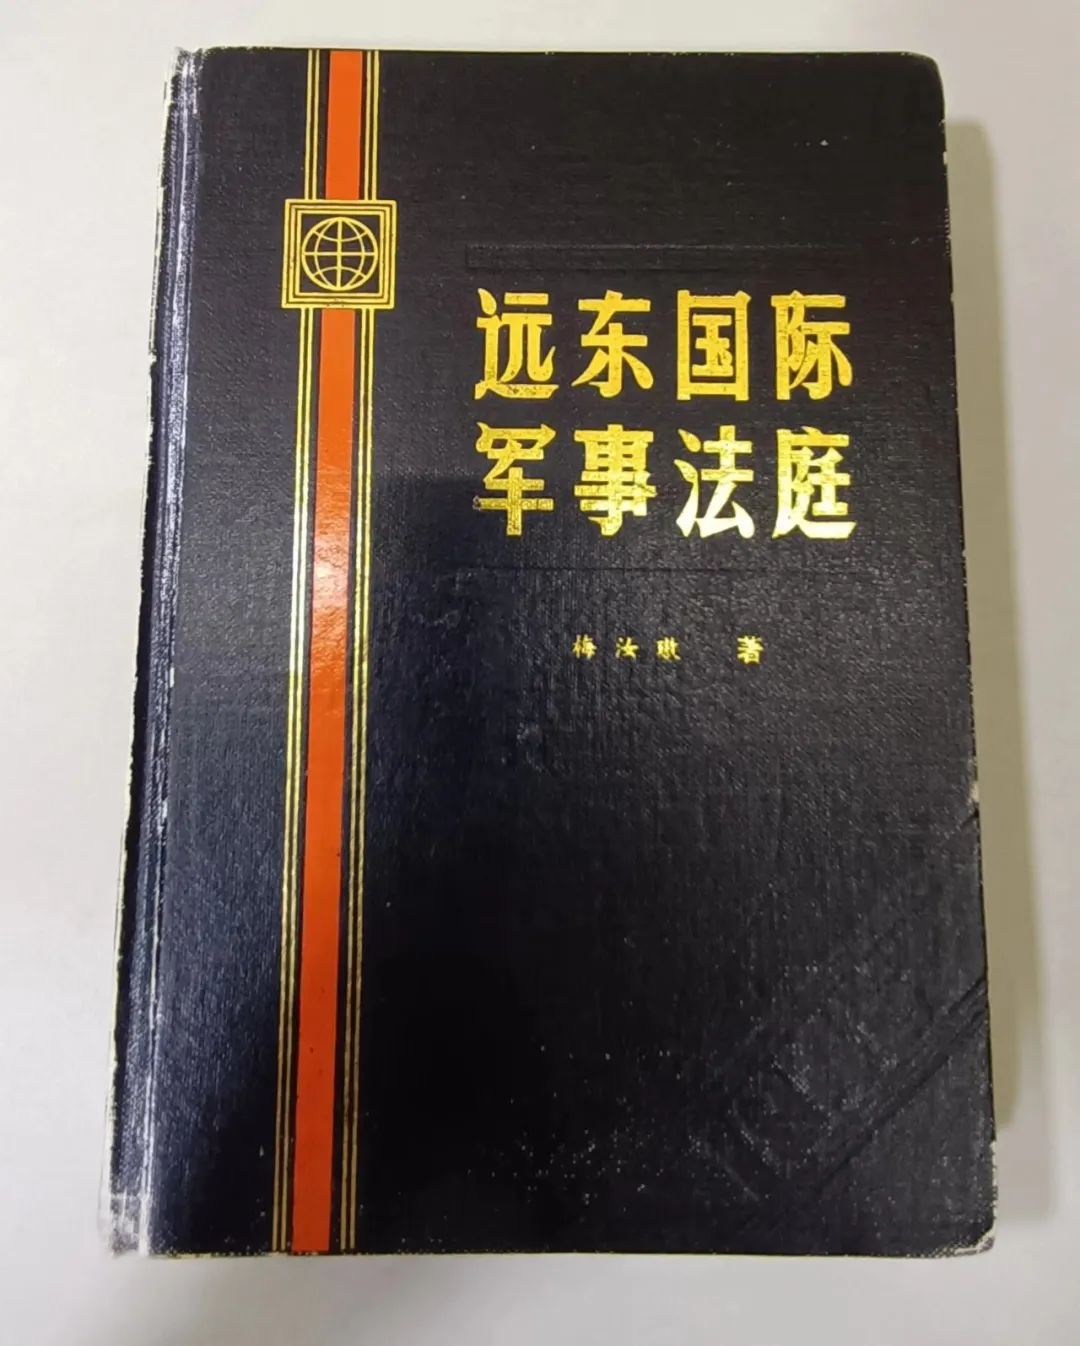 远东国际
军事法庭
梅汝璈 著